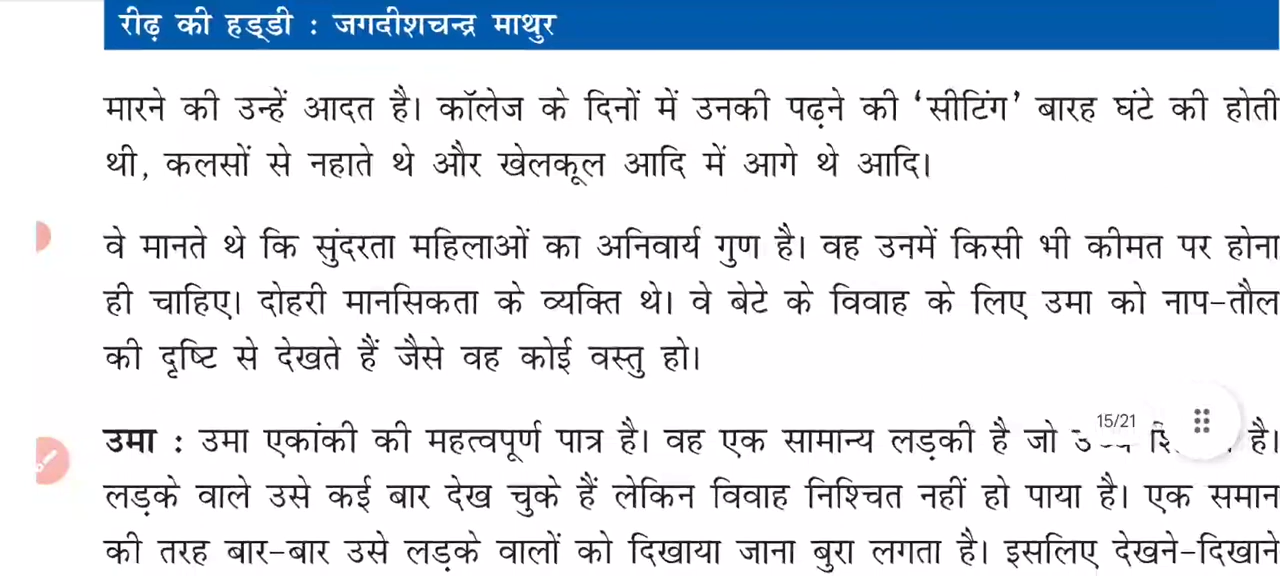 रीढ़ की हड्डी : जगदीशचन्द्र माथुर
मारने की उन्हें आदत है। कॉलेज के दिनों में उनकी पढ़ने की ‘सीटिंग’ बारह घंटे की होती
थी, कलसों से नहाते थे और खेलकूल आदि में आगे थे आदि।
वे मानते थे कि सुंदरता महिलाओं का अनिवार्य गुण है। वह उनमें किसी भी कीमत पर होना
ही चाहिए। दोहरी मानसिकता के व्यक्ति थे। वे बेटे के विवाह के लिए उमा को नाप-तौल
की दृष्टि से देखते हैं जैसे वह कोई वस्तु हो।
15/21
उमा : उमा एकांकी की महत्वपूर्ण पात्र है। वह एक सामान्य लड़की है जो है।
लड़के वाले उसे कई बार देख चुके हैं लेकिन विवाह निश्चित नहीं हो पाया है। एक समान
की तरह बार-बार उसे लड़के वालों को दिखाया जाना बुरा लगता है। इसलिए देखने-दिखाने